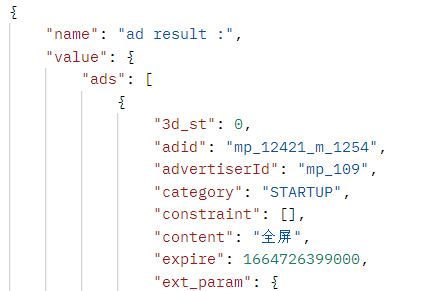 {
"name": "ad result :",
"value": {
"ads": [
{
"3d_st": 0,
"adid": "mp_12421_m_1254",
"advertiserId": "mp_109",
"category": "STARTUP",
"constraint": [],
"content": "全屏",
"expire": 1664726399000,
"ext_param": {